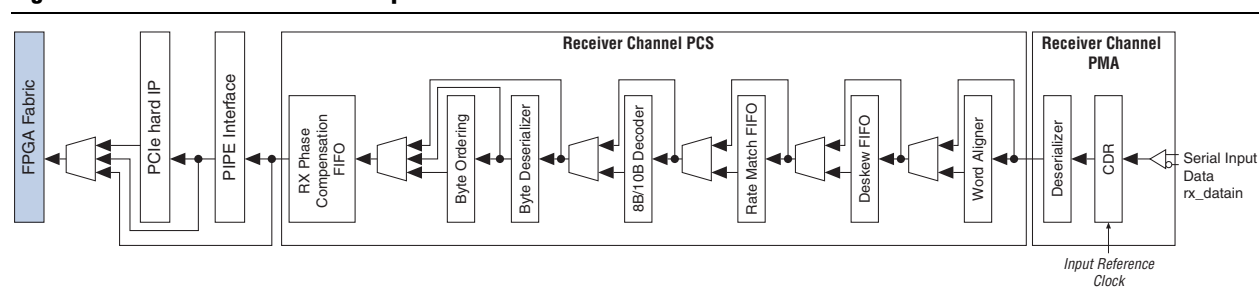 FPGA Fabric
PCIe hard IP
PIPE Interface
Receiver Channel PCS
RX Phase
Compensation
FIFO
Byte Ordering
Byte Deserializer
8B/10B Decoder
Rate Match FIFO
Deskew FIFO
Word Aligner
Receiver Channel
PMA
Deserializer
CDR
Serial Input
Data
rx_datain
Input Reference
Clock